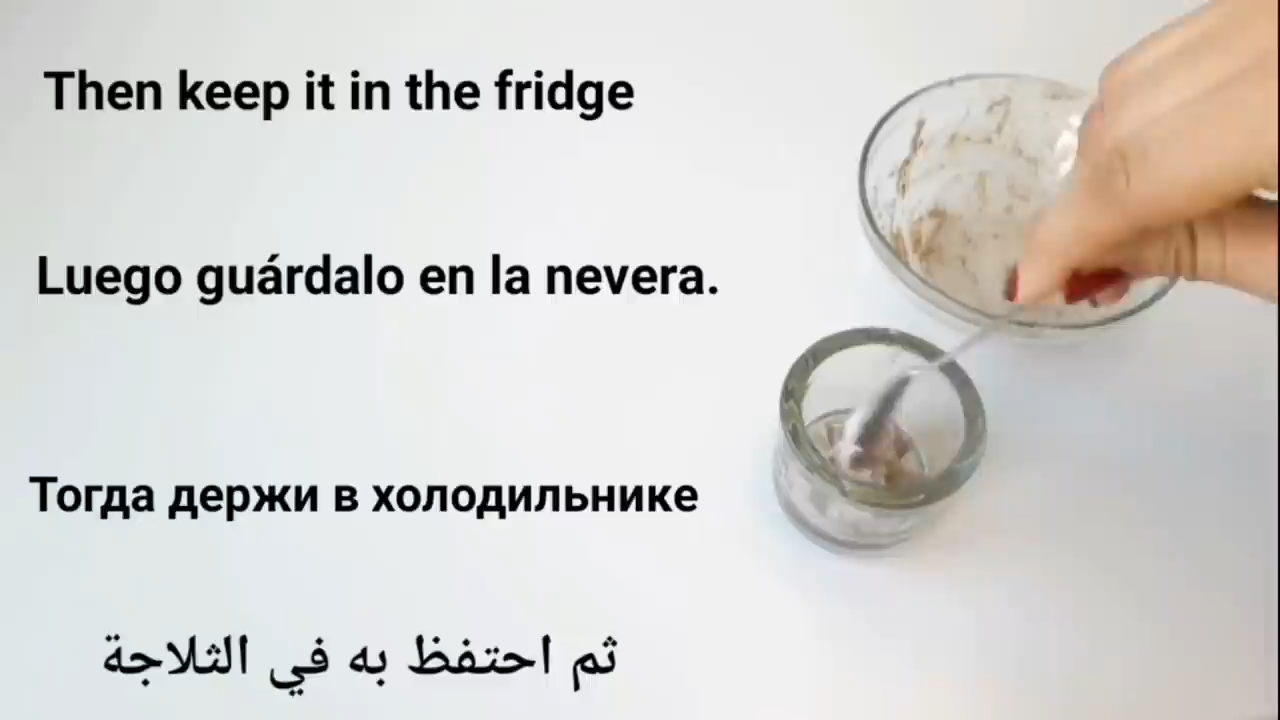 Then keep it in the fridge
Luego guárdalo en la nevera.
Тогда держи в холодильнике
ثم احتفظ به في الثلاجة